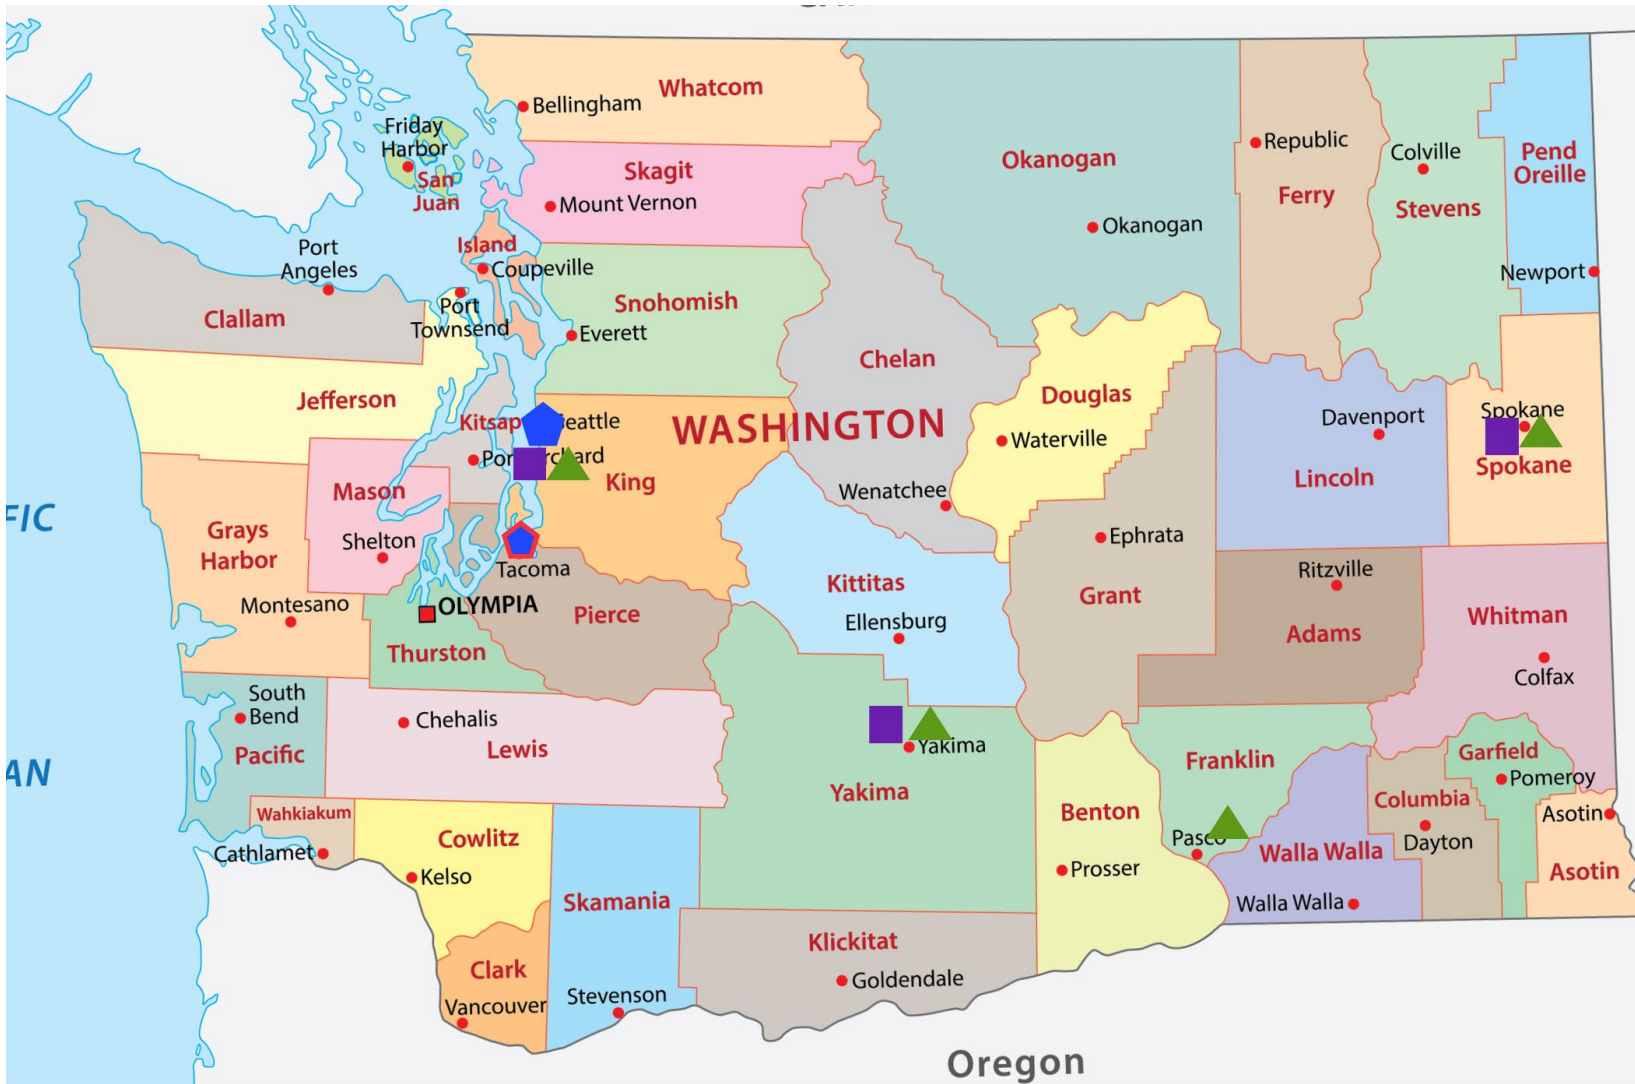 Whatcom
Bellingham
Friday
Harbor
San
Juan
Skagit
Mount Vernon
Okanogan
Okanogan
Republic
Ferry
Colville
Stevens
Pend
Oreille
Newport
Port
Angeles
Island
Coupeville
Port
Townsend
Clallam
Snohomish
Everett
Chelan
Douglas
Waterville
Wenatchee
Jefferson
Kitsap
WASHINGTON
King
Davenport
Lincoln
Spokane
Spokane
Mason
Shelton
Grays
Harbor
Montesano
FIC
Tacoma
OLYMPIA
Pierce
Thurston
Kittitas
Ellensburg
Ephrata
Grant
Ritzville
Adams
Whitman
Colfax
South
Bend
Pacific
AN
Chehalis
Lewis
Yakima
Yakima
Wahkiakum
Cathlamet
Cowlitz
Kelso
Skamania
Stevenson
Clark
Vancouver
Klickitat
Goldendale
Benton
Prosser
Franklin
Pasco
Walla Walla
Walla Walla
Columbia
Dayton
Garfield
Pomeroy
Asotin
Asotin
Oregon